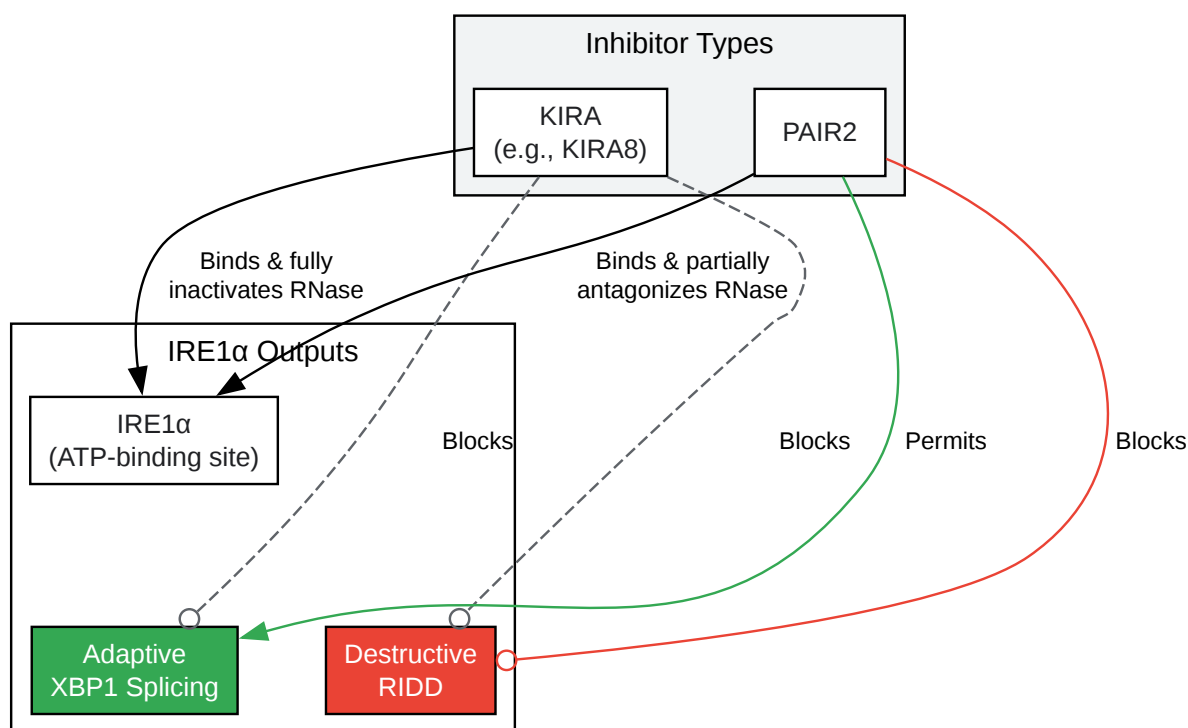 Inhibitor Types
KIRA
(e.g., KIRA8)
PAIR2
Binds & fully
inactivates RNase
Binds & partially
antagonizes RNase
IRE1α Outputs
IRE1α
(ATP-binding site)
Blocks
Blocks
Permits
Blocks
Adaptive
XBP1 Splicing
Destructive
RIDD